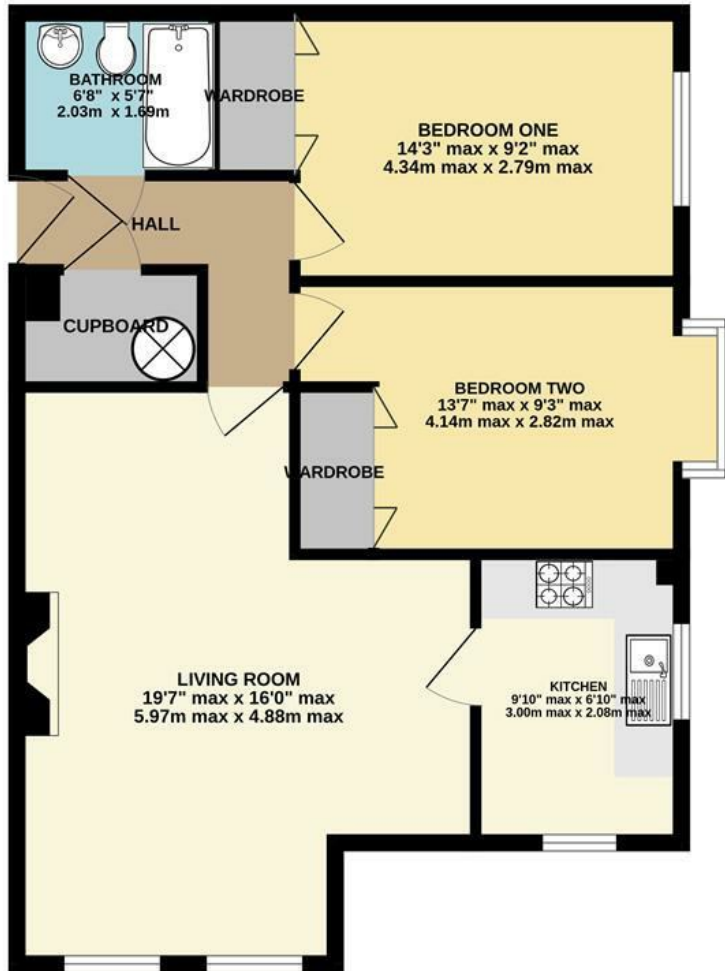 BATHROOM
6'8" x 5'7"
2.03m x 1.69m
WARDROBE
BEDROOM ONE
14'3" max x 9'2" max
4.34m max x 2.79m max
HALL
CUPBOARD
BEDROOM TWO
13'7" max x 9'3" max
4.14m max x 2.82m max
WARDROBE
LIVING ROOM
19'7" max x 16'0" max
5.97m max x 4.88m max
KITCHEN
9'10" max x 6'10" max
3.00m max x 2.08m max